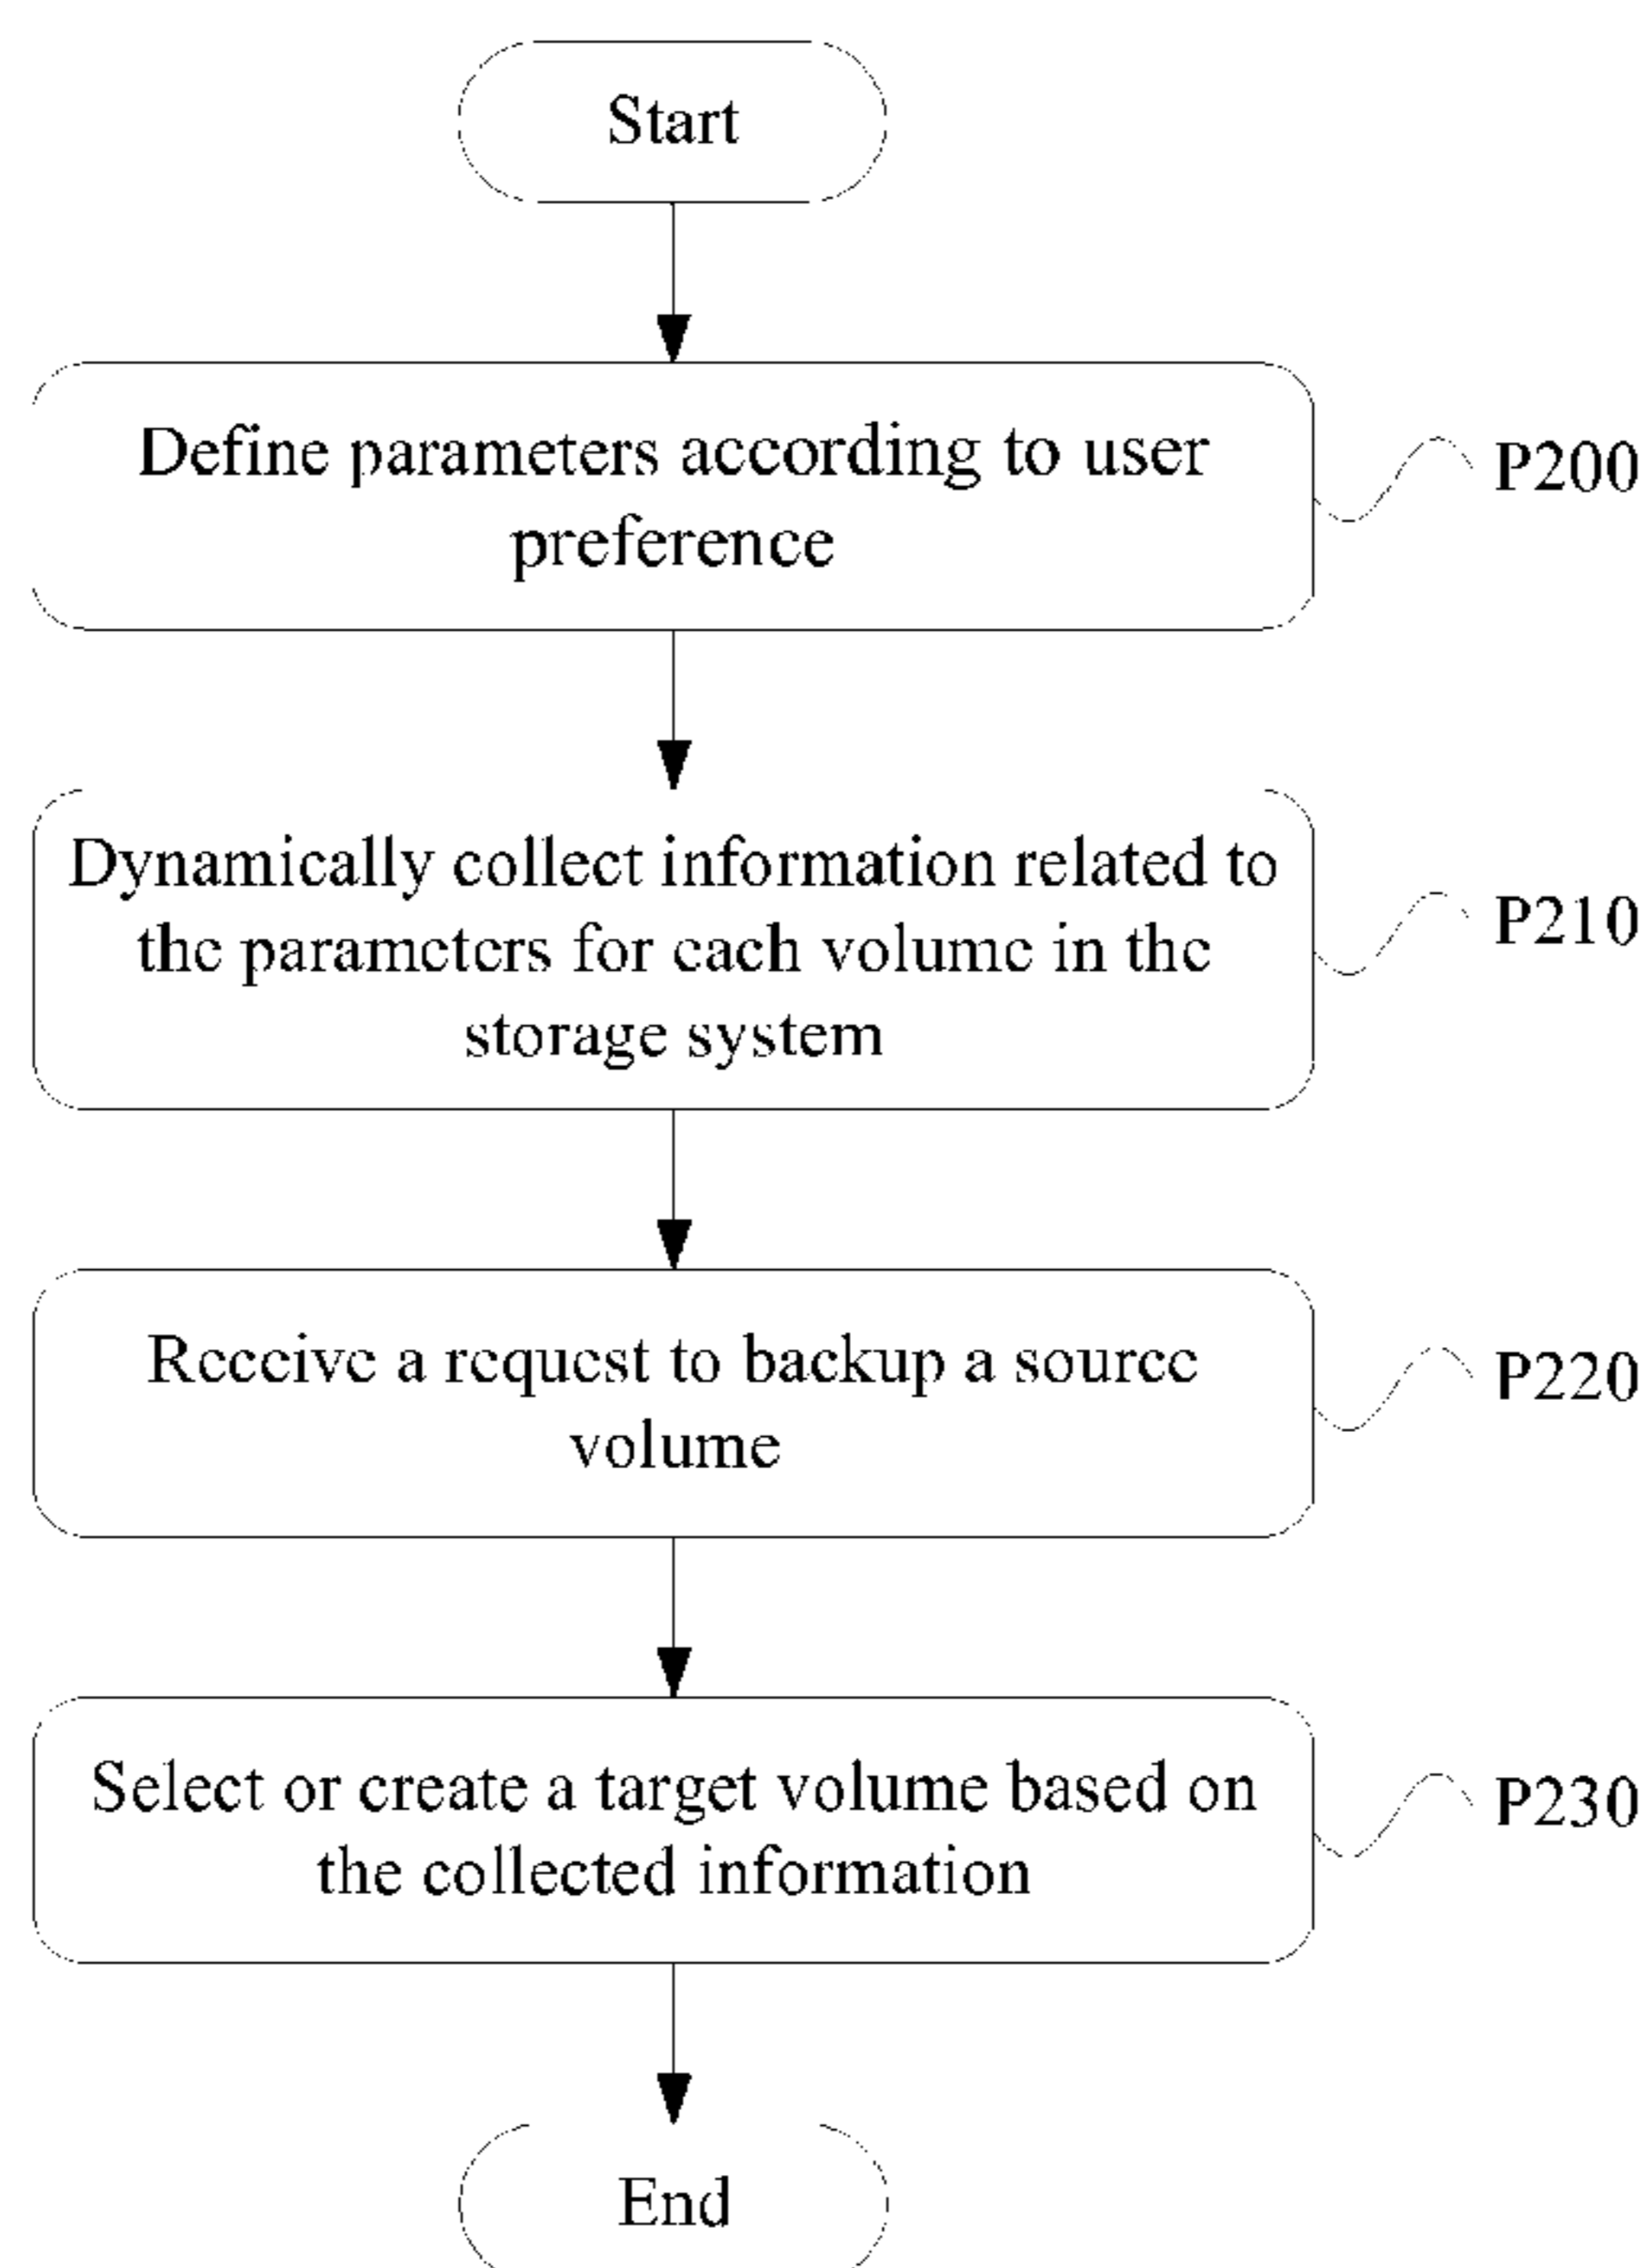 Start
Define parameters according to user
preference
P200
Dynamically collect information related to
the parameters for each volume in the
storage system
P210
Receive a request to backup a source
volume
P220
Select or create a target volume based on
the collected information
P230
End